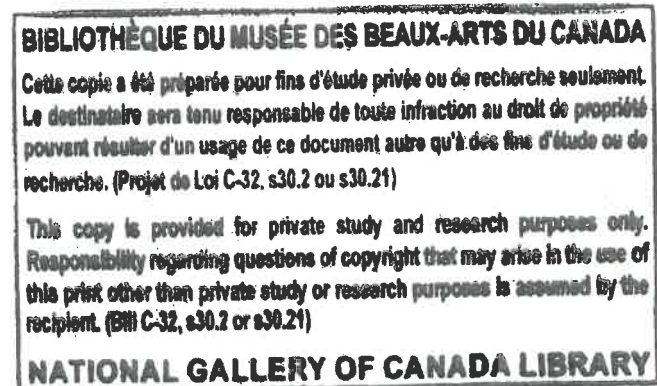 BIBLIOTHÈQUE DU MUSÉE DES BEAUX-ARTS DU CANADA
Cette copie a été préparée pour fins d'étude privée ou de recherche seulement.
Le destinataire sera tenu responsable de toute infraction au droit de propriété
pouvant résulter d'un usage de ce document autre qu'à des fins d'étude ou de
recherche. (Projet de Loi C-32, s30.2 ou s30.21)
This copy is provided for private study and research purposes only.
Responsibility regarding questions of copyright that may arise in the use of
this print other than private study or research purposes is assumed by the
recipient. (Bill C-32, s30.2 or s30.21)
NATIONAL GALLERY OF CANADA LIBRARY